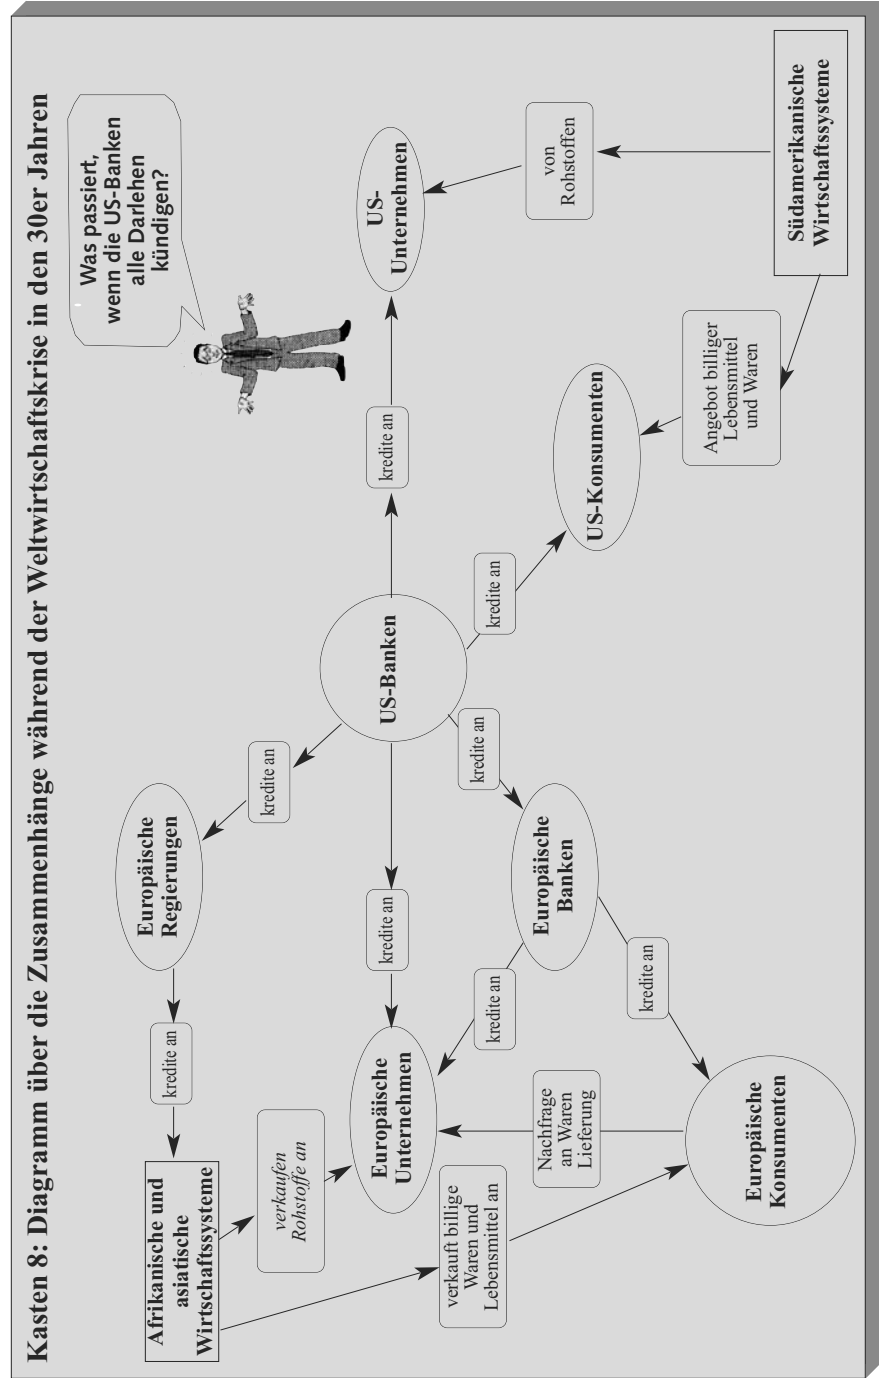 Kasten 8: Diagramm über die Zusammenhänge während der Weltwirtschaftskrise in den 30er Jahren
Was passiert,
wenn die US-Banken
alle Darlehen
kündigen?
Europäische
Regierungen
kredite an
kredite an
Afrikanische und
asiatische
Wirtschaftssysteme
verkaufen
Rohstoffe an
US-Banken
kredite an
US-
Unternehmen
kredite an
Europäische
Unternehmen
von
Rohstoffen
kredite an
US-Konsumenten
kredite an
Europäische
Banken
kredite an
kredite an
verkauft billige
Waren und
Lebensmittel an
Nachfrage
an Waren
Lieferung
Angebot billiger
Lebensmittel
und Waren
Europäische
Konsumenten
Südamerikanische
Wirtschaftssysteme